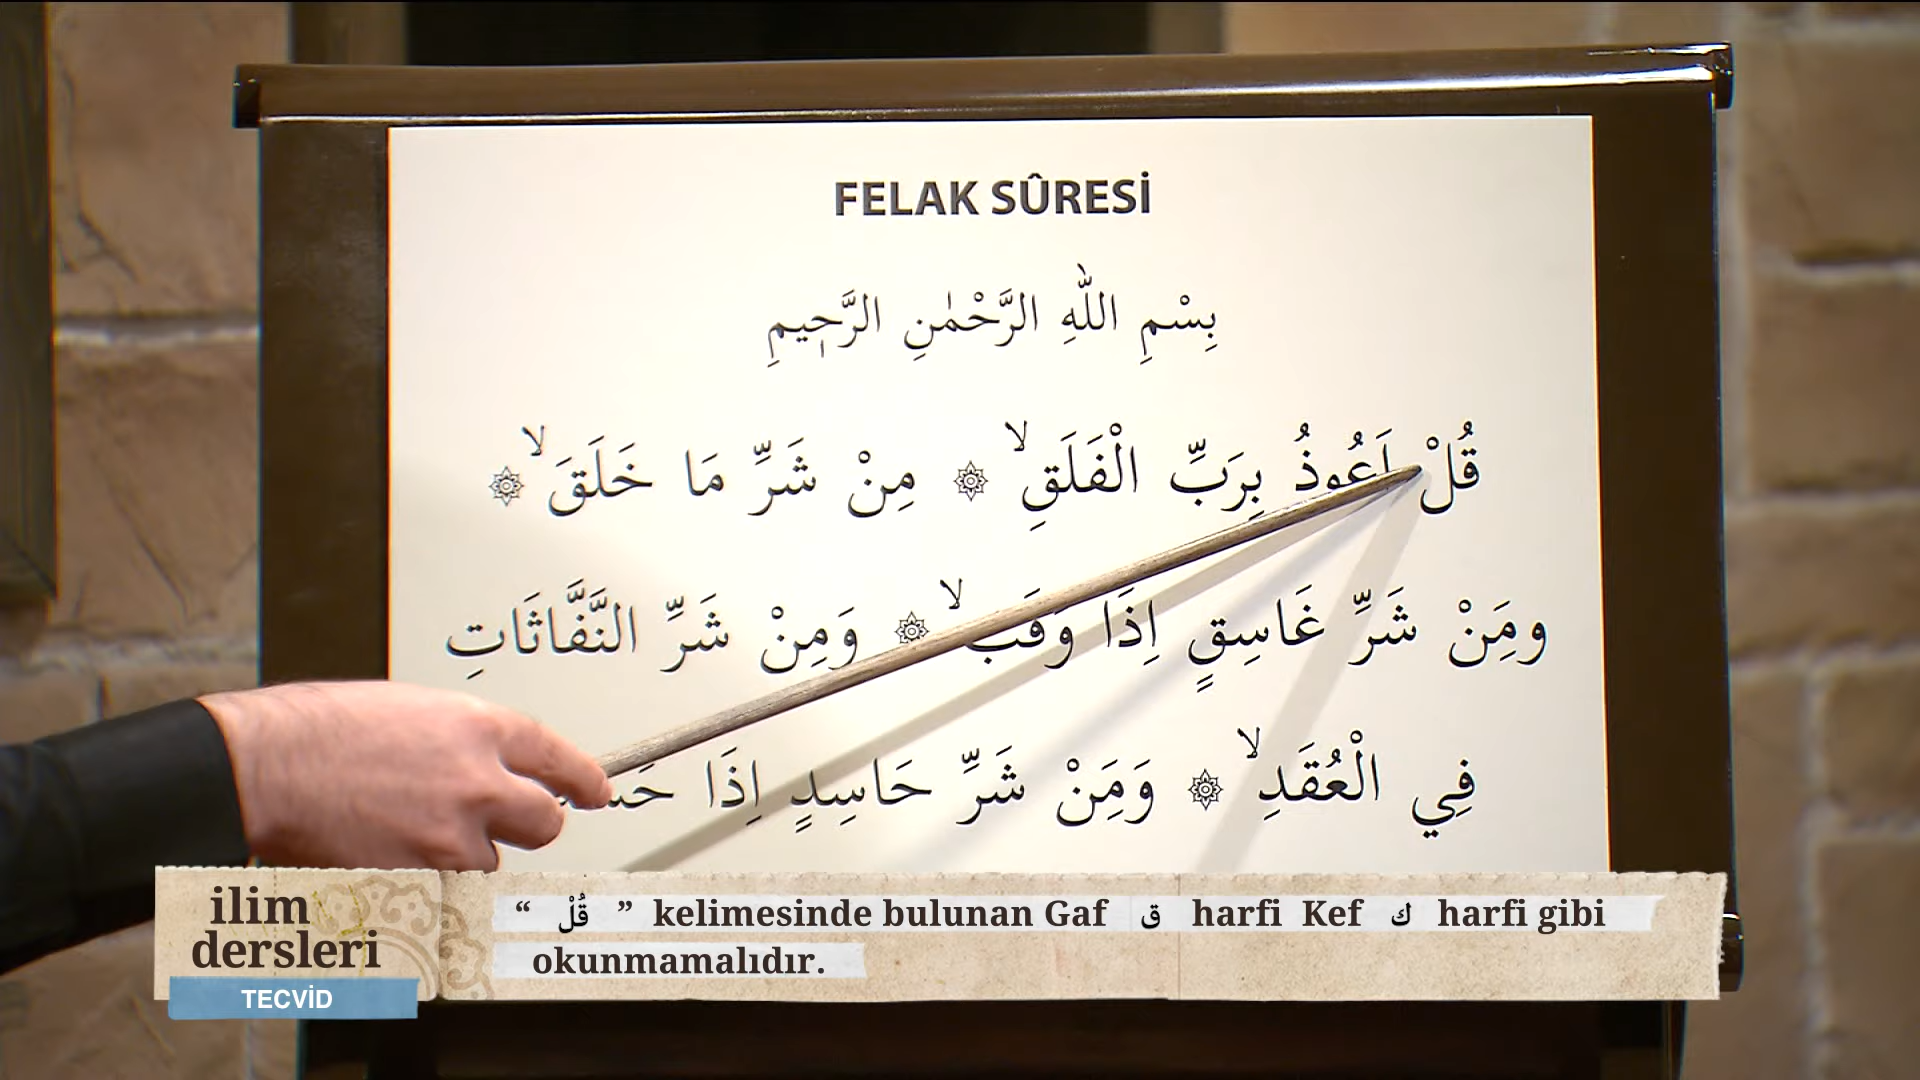 FELAK SÛRESİ
بِسْمِ اللّٰهِ الرَّحْمٰنِ الرَّحٖيمِ
قُلْ اَعُوذُ بِرَبِّ الْفَلَقِۙ ۞ مِنْ شَرِّ مَا خَلَقَۙ ۞
ومَِنْ شَرِّ غَاسِقٍ اِذَا وَقَبَۙ ۞ وَمِنْ شَرِّ النَّفَّاثَاتِ
فِي الْعُقَدِۙ ۞ وَمَِنْ شَرِّ حَاسِدٍ اِذَا
ilim
dersleri
TECVİD
“ قُلْ ” kelimesinde bulunan Gaf ق harfi Kef ك harfi gibi
okunmamalıdır.